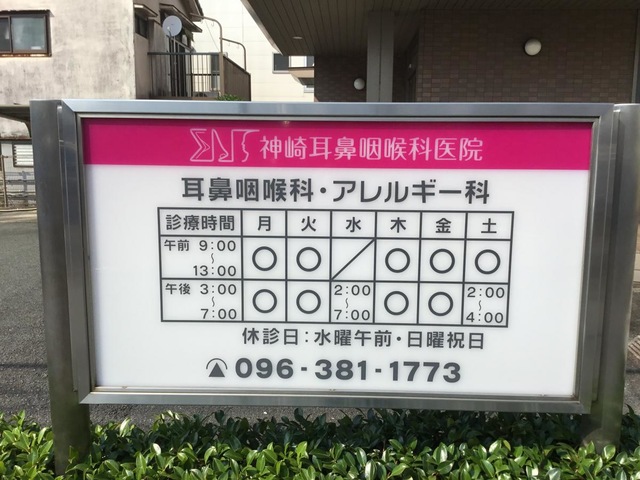 ENT 神崎耳鼻咽喉科医院
耳鼻咽喉科・アレルギー科
診療時間 月 火 水 木 金 土
午前 9:00〜13:00 ○ ○ ／ ○ ○ ○
午後 3:00〜7:00 ○ ○ 2:00〜7:00 ○ ○ 2:00〜4:00
休診日:水曜午前・日曜祝日
096-381-1773